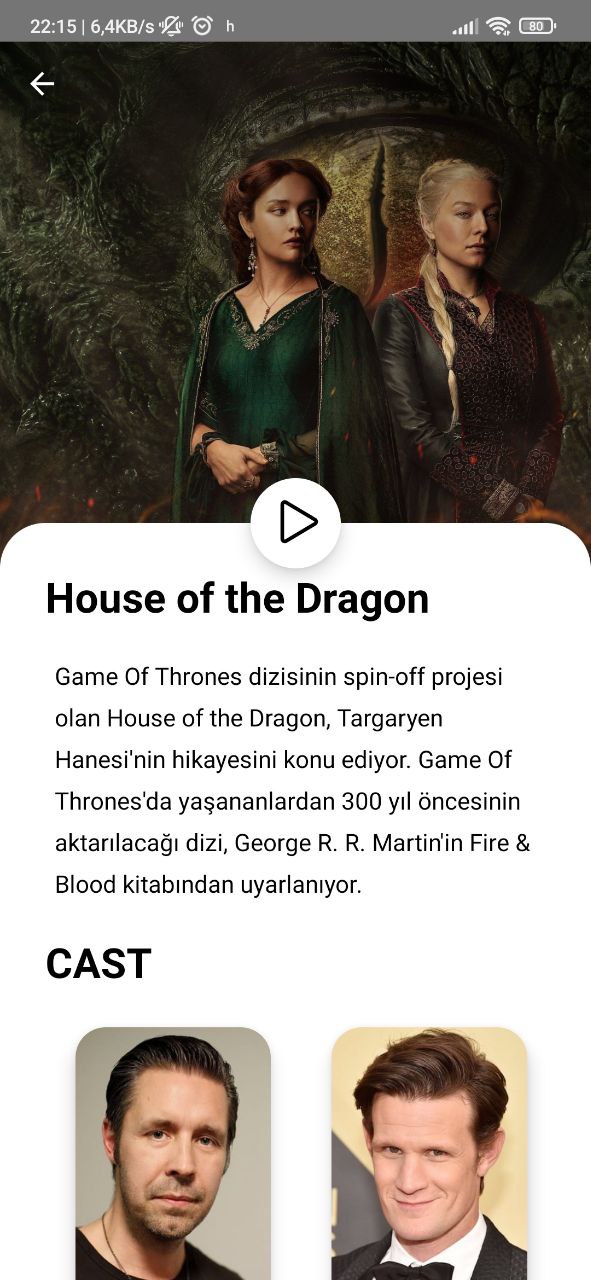 22:15 | 6,4KB/s h 80
House of the Dragon
Game Of Thrones dizisinin spin-off projesi
olan House of the Dragon, Targaryen
Hanesi'nin hikayesini konu ediyor. Game Of
Thrones'da yaşananlardan 300 yıl öncesinin
aktarılacağı dizi, George R. R. Martin'in Fire &
Blood kitabından uyarlanıyor.
CAST